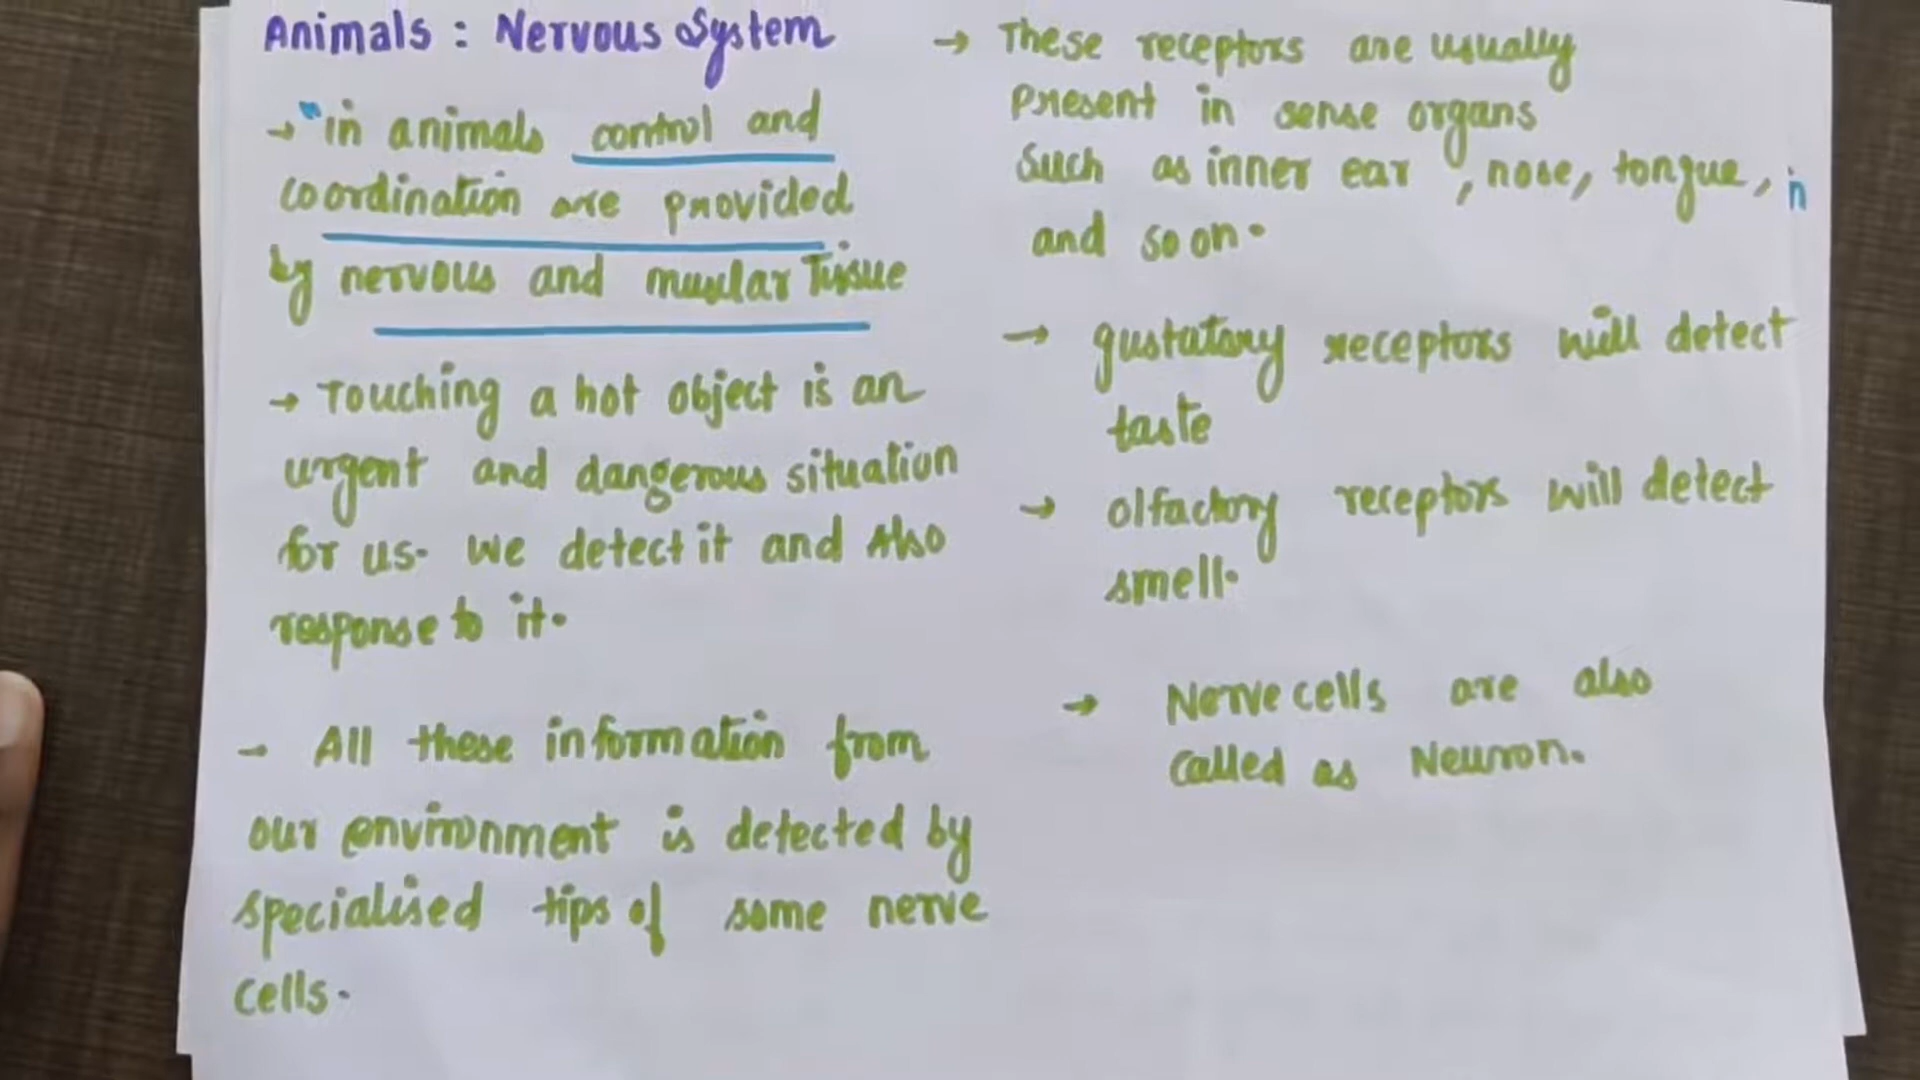 Animals : Nervous System
→ "in animals control and
coordination are provided
by nervous and muscular Tissue
→ Touching a hot object is an
urgent and dangerous situation
for us. we detect it and Also
response to it.
→ All these information from
our environment is detected by
specialised tips of some nerve
cells.
→ These receptors are usually
present in sense organs
Such as inner ear, nose, tongue,
and so on.
→ gustatory receptors will detect
taste
→ olfactory receptors will detect
smell.
→ Nerve cells are also
called as Neuron.